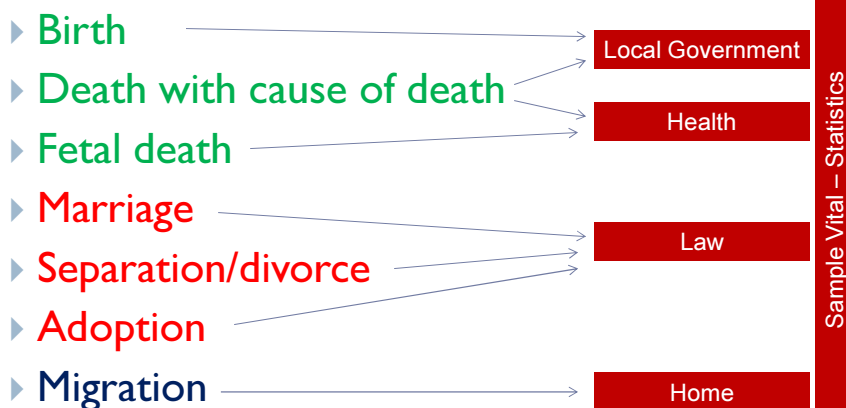 Birth
Death with cause of death
Fetal death
Marriage
Separation/divorce
Adoption
Migration
Local Government
Health
Law
Home
Sample Vital – Statistics